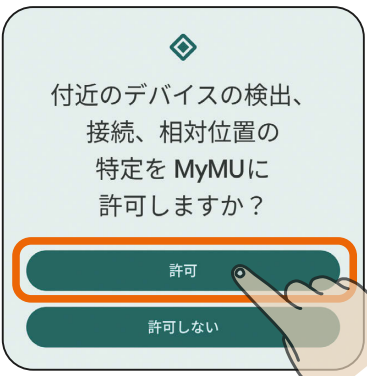 付近のデバイスの検出、
接続、相対位置の
特定を MyMUに
許可しますか？
許可
許可しない